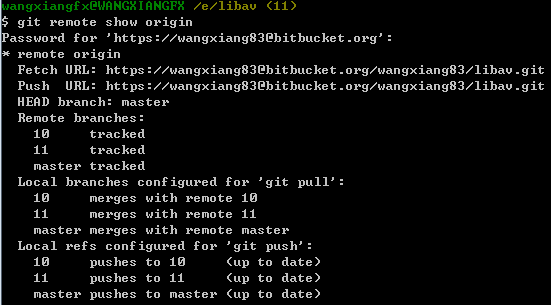 wangxiangfx@WANGXIANGFX /e/libav (11)
$ git remote show origin
Password for 'https://wangxiang83@bitbucket.org':
* remote origin
  Fetch URL: https://wangxiang83@bitbucket.org/wangxiang83/libav.git
  Push  URL: https://wangxiang83@bitbucket.org/wangxiang83/libav.git
  HEAD branch: master
  Remote branches:
    10     tracked
    11     tracked
    master tracked
  Local branches configured for 'git pull':
    10     merges with remote 10
    11     merges with remote 11
    master merges with remote master
  Local refs configured for 'git push':
    10     pushes to 10     (up to date)
    11     pushes to 11     (up to date)
    master pushes to master (up to date)